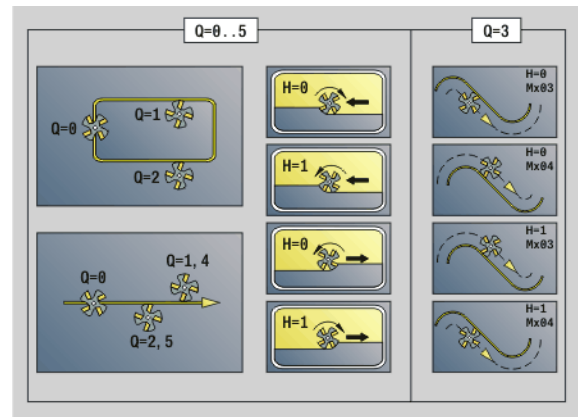 Q=0..5
Q=3
Q=0
Q=1
Q=2
Q=0
Q=1, 4
Q=2, 5
H=0
H=1
H=0
H=1
H=0
Mx03
H=0
Mx04
H=1
Mx03
H=1
Mx04